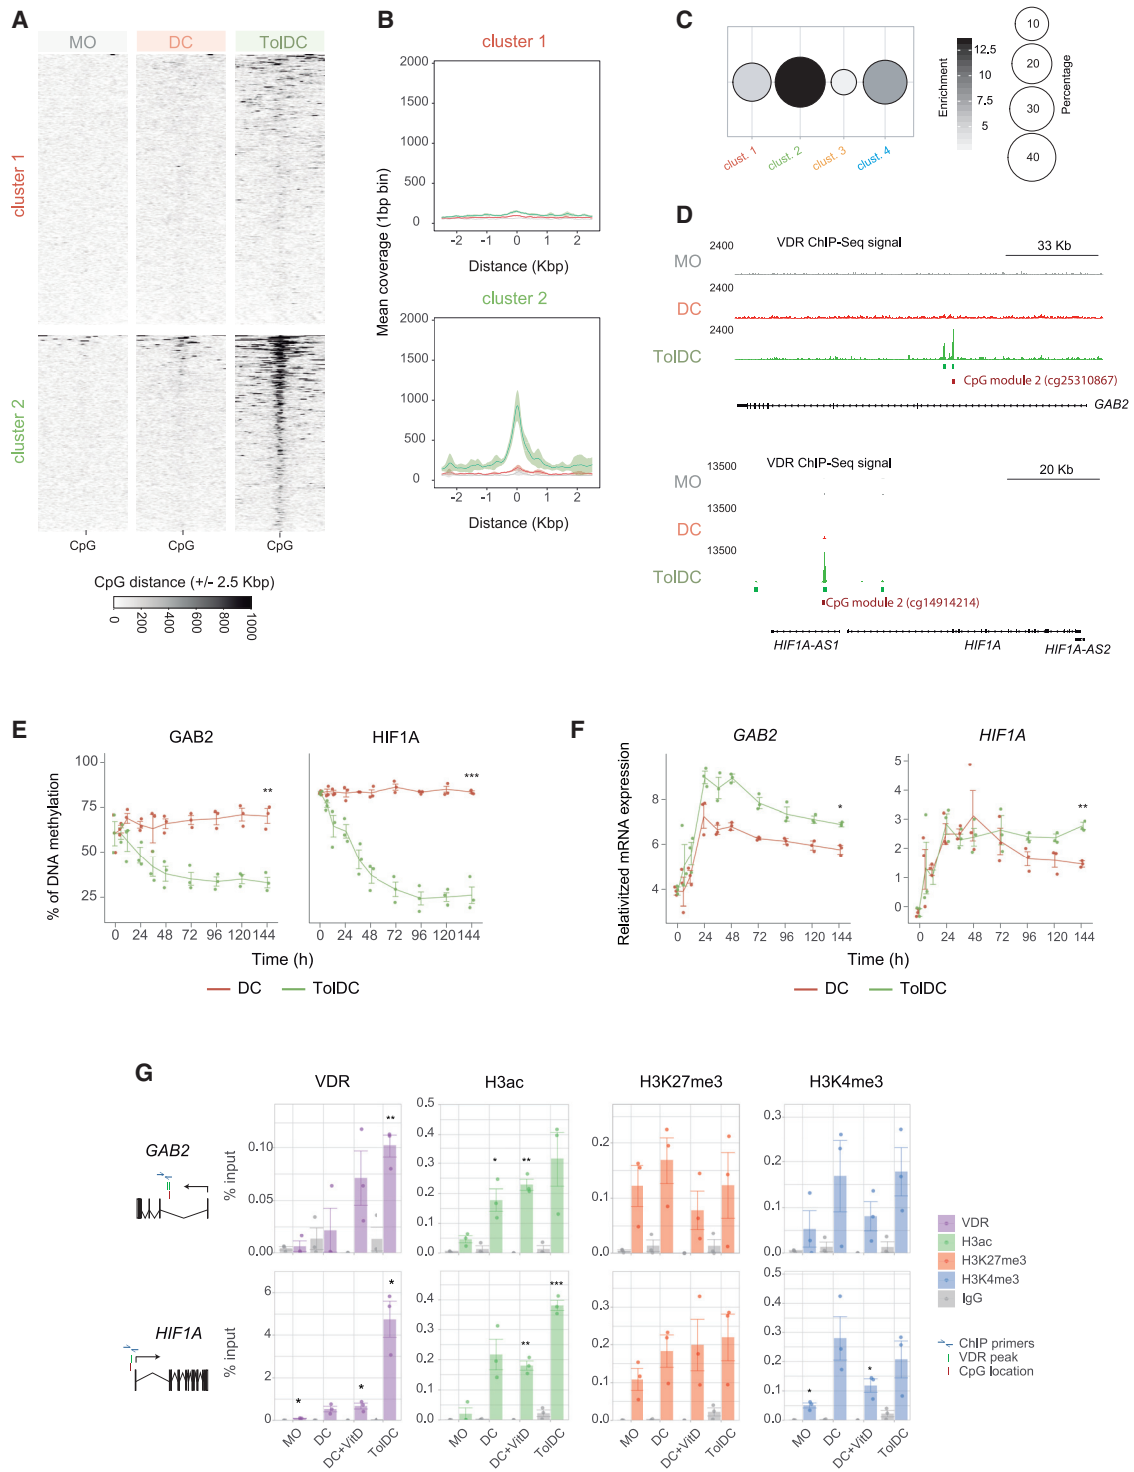 A
MO DC TolDC
cluster 1
cluster 2
CpG CpG CpG
CpG distance (+/- 2.5 Kbp)
0 200 400 600 800 1000
B
cluster 1
Mean coverage (1bp bin)
2000
1500
1000
500
0
-2 -1 0 1 2
Distance (Kbp)
cluster 2
2000
1500
1000
500
0
-2 -1 0 1 2
Distance (Kbp)
C
clust. 1 clust. 2 clust. 3 clust. 4
Enrichment
12.5
10
7.5
5
10
20
30
40
Percentage
D
2400 VDR ChIP-Seq signal 33 Kb
MO
2400
DC
2400
TolDC
CpG module 2 (cg25310867)
GAB2
13500 VDR ChIP-Seq signal 20 Kb
MO
13500
DC
13500
TolDC
CpG module 2 (cg14914214)
HIF1A-AS1 HIF1A HIF1A-AS2
E
GAB2 HIF1A
% of DNA methylation
100
75
50
25
** ***
0 24 48 72 96 120 144 0 24 48 72 96 120 144
Time (h)
DC TolDC
F
GAB2 HIF1A
Relativitzed mRNA expression
8
6
4
*
5
4
3
2
1
0
**
0 24 48 72 96 120 144 0 24 48 72 96 120 144
Time (h)
DC TolDC
G
VDR H3ac H3K27me3 H3K4me3
GAB2
% input
0.10
0.05
0.00
**
0.5
0.4
0.3
0.2
0.1
0.0
* **
0.2
0.1
0.0
0.3
0.2
0.1
0.0
HIF1A
% input
6
4
2
0
* * *
0.5
0.4
0.3
0.2
0.1
0.0
** ***
0.3
0.2
0.1
0.0
0.5
0.4
0.3
0.2
0.1
0.0
* *
MO DC DC+VitD TolDC MO DC DC+VitD TolDC MO DC DC+VitD TolDC MO DC DC+VitD TolDC
VDR
H3ac
H3K27me3
H3K4me3
IgG
ChIP primers
VDR peak
CpG location